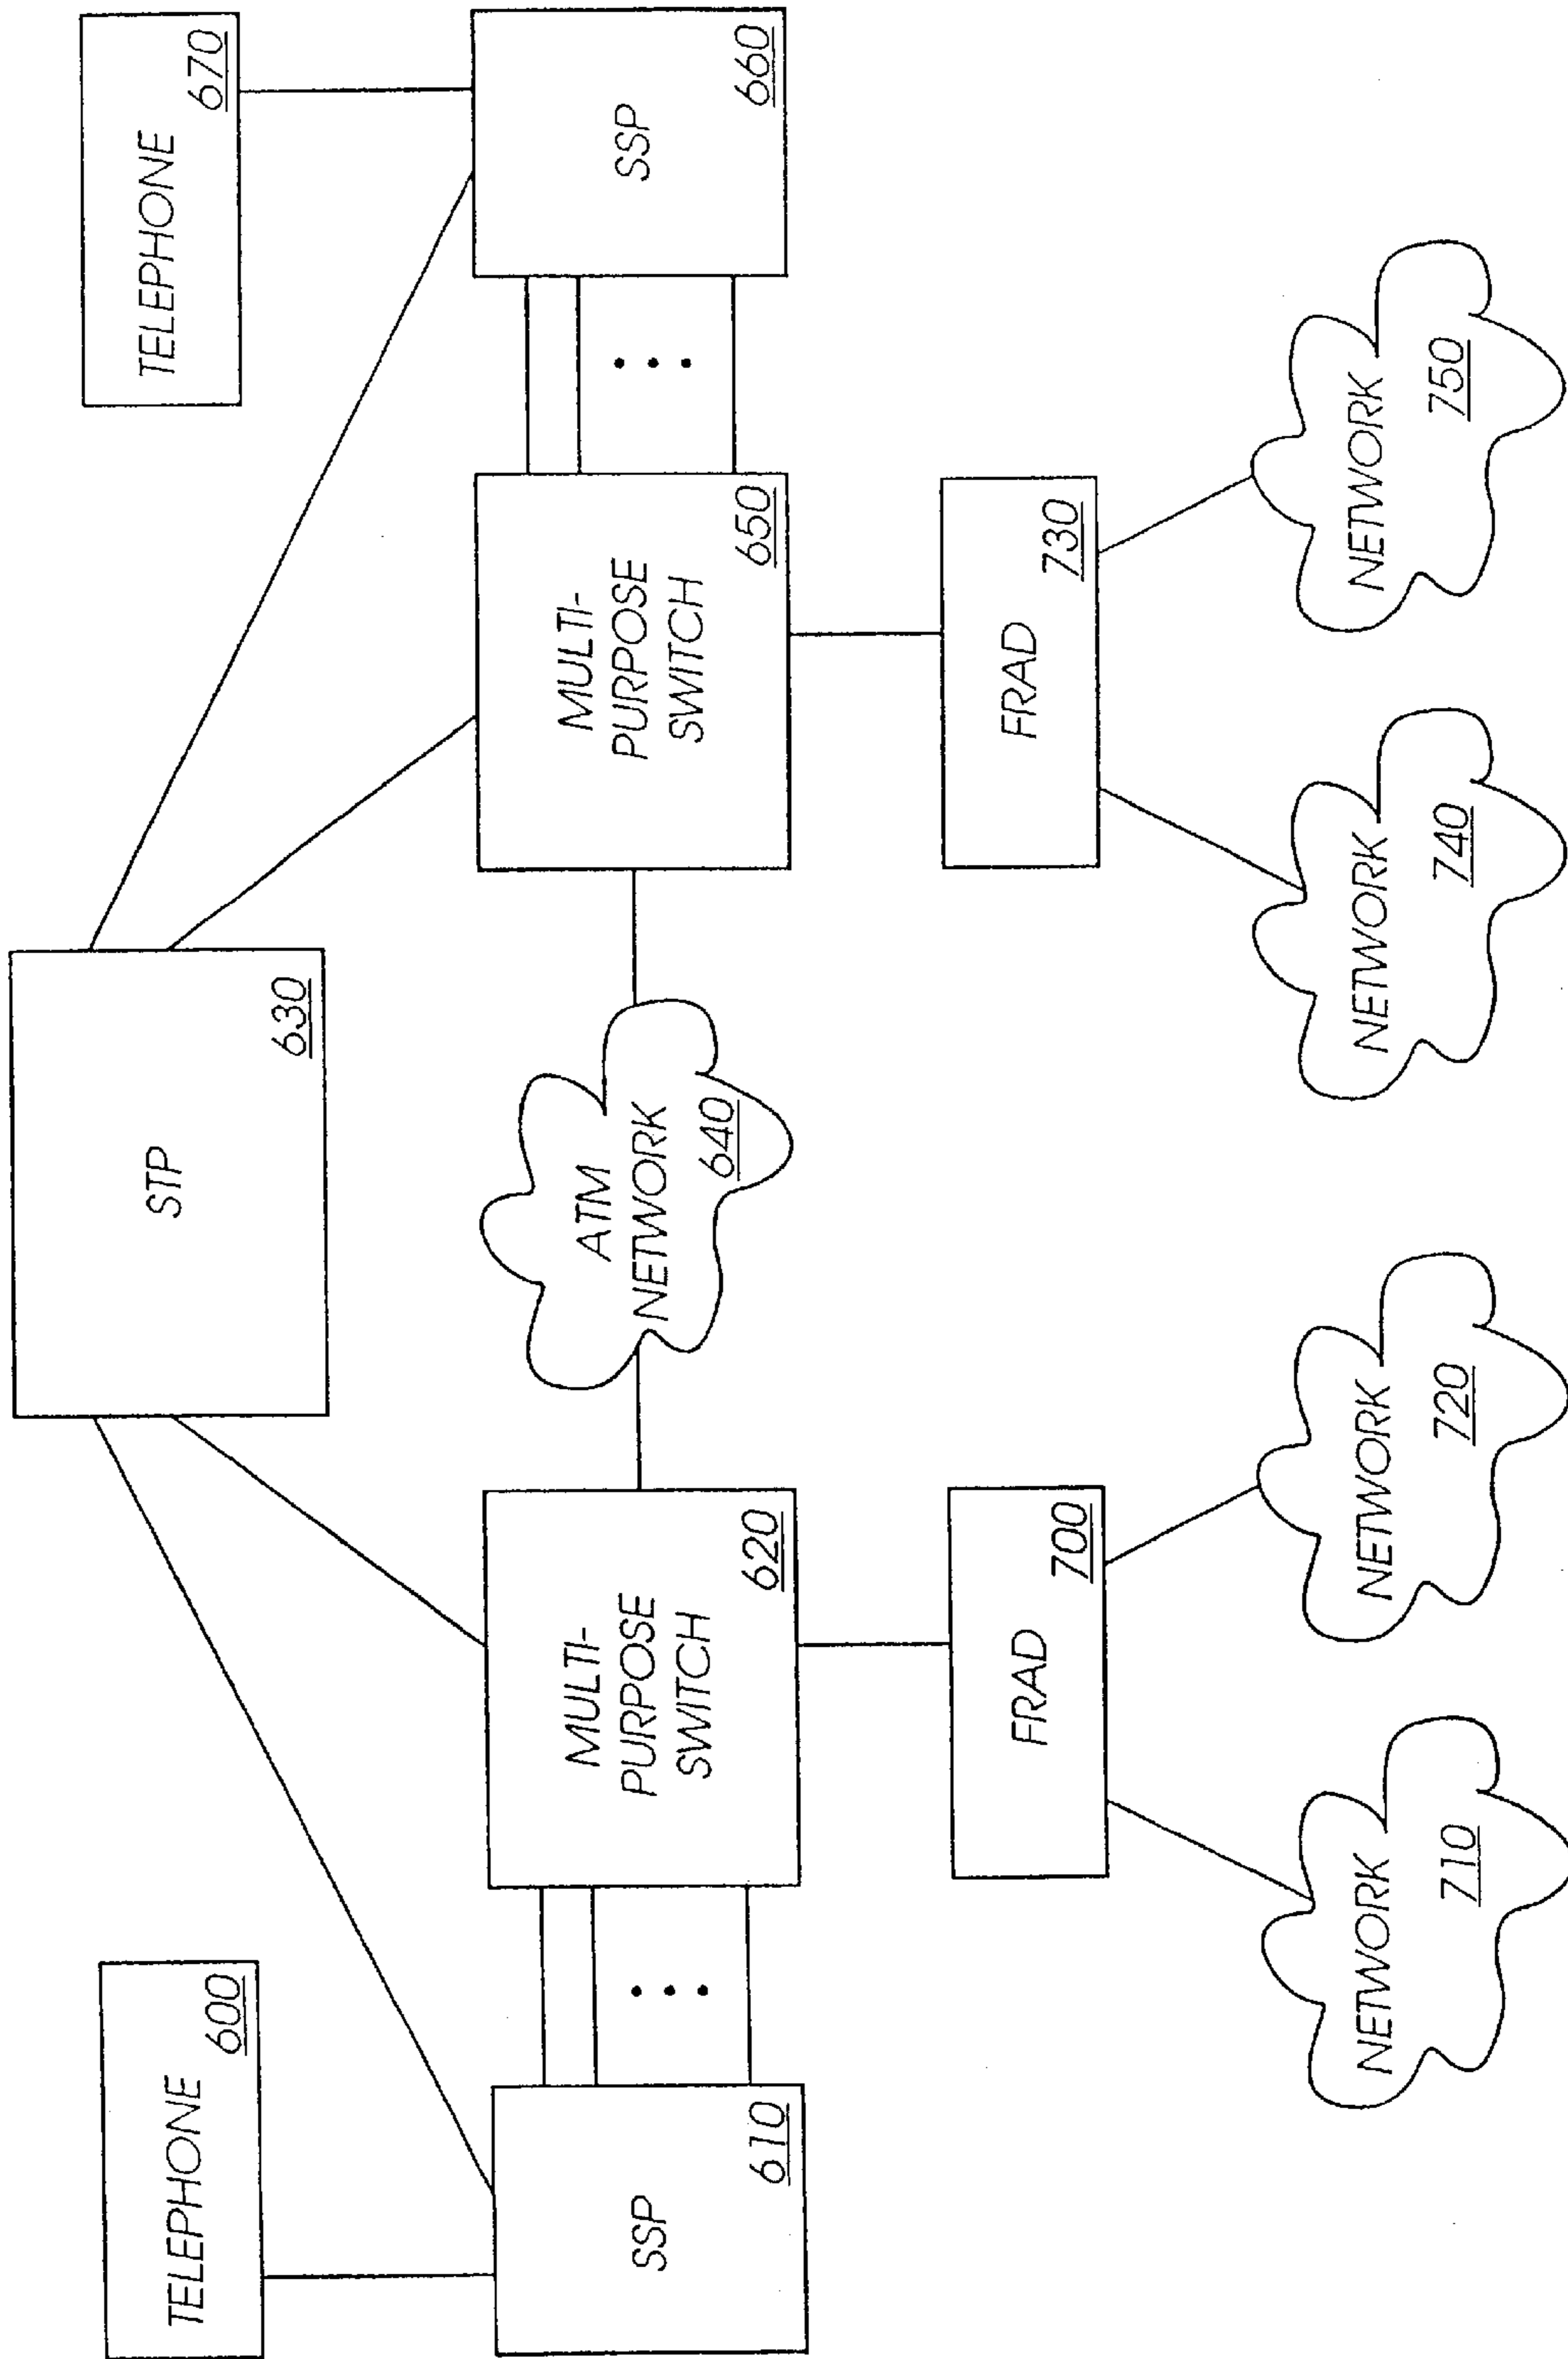 TELEPHONE
600
STP
630
TELEPHONE
670
SSP
610
MULTI-
PURPOSE
SWITCH
620
ATM
NETWORK
640
MULTI-
PURPOSE
SWITCH
650
SSP
660
FRAD
700
FRAD
730
NETWORK
710
NETWORK
720
NETWORK
740
NETWORK
750